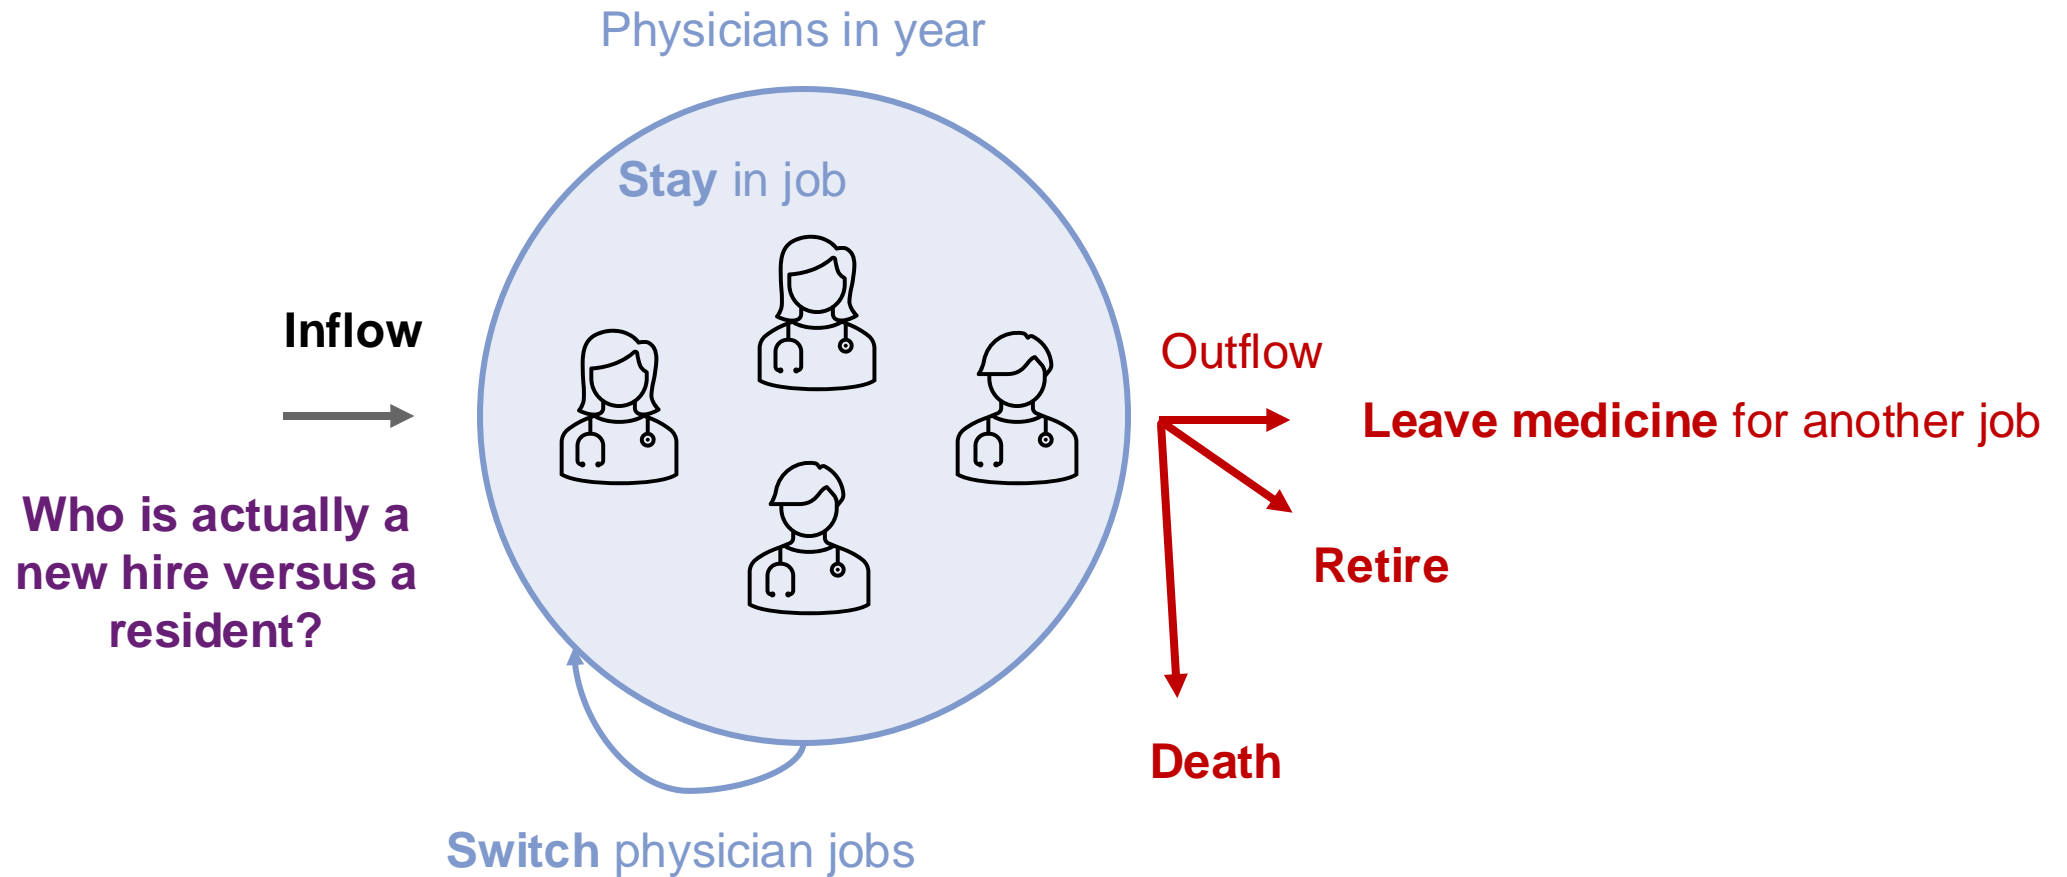 Physicians in year
Stay in job
Inflow
Who is actually a
new hire versus a
resident?
Outflow
Leave medicine for another job
Retire
Death
Switch physician jobs